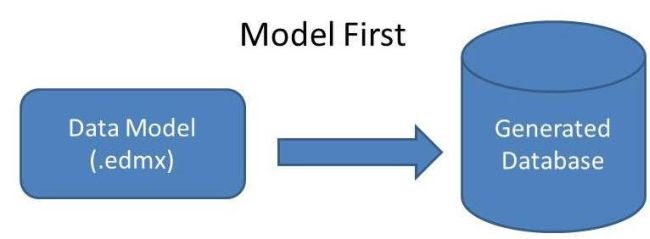 Model First
Data Model
(.edmx)
Generated
Database